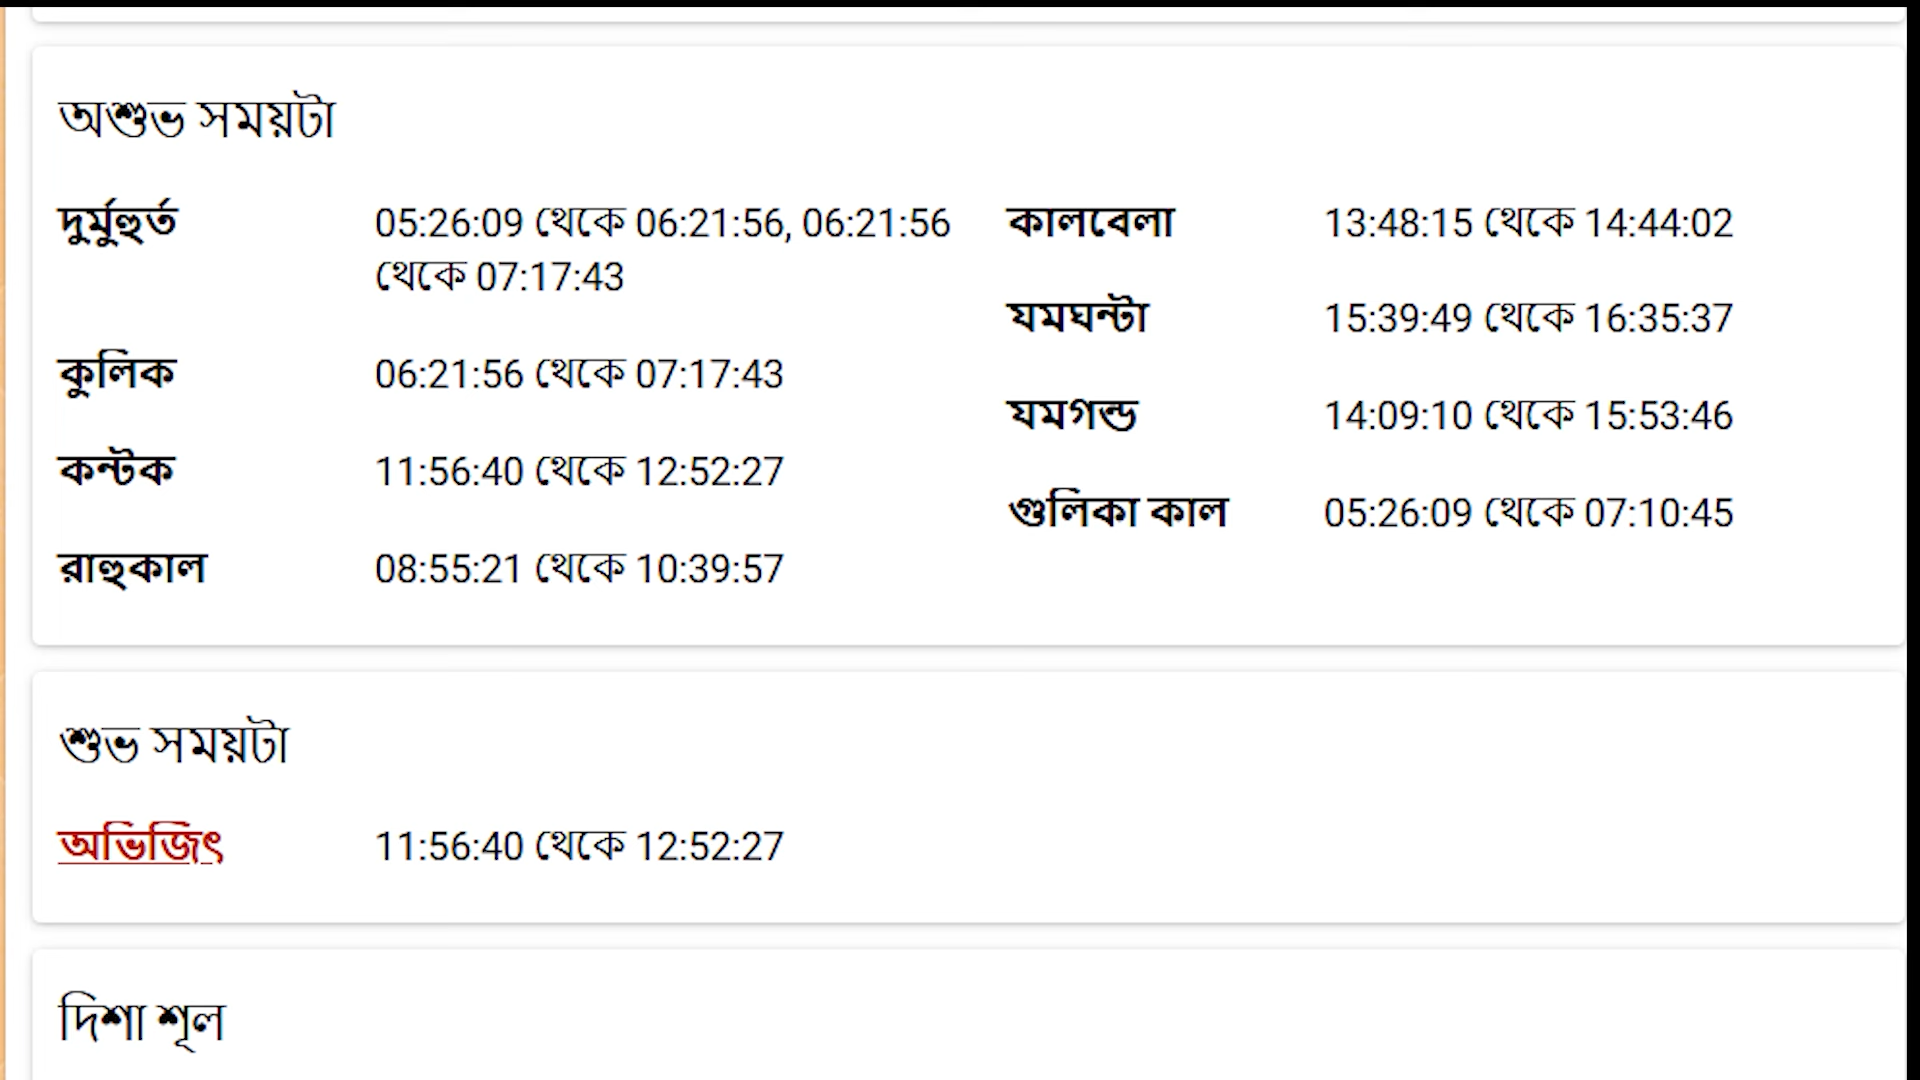 অশুভ সময়টা
দুর্মুহুর্ত 05:26:09 থেকে 06:21:56, 06:21:56
থেকে 07:17:43
কুলিক 06:21:56 থেকে 07:17:43
কন্টক 11:56:40 থেকে 12:52:27
রাহুকাল 08:55:21 থেকে 10:39:57
কালবেলা 13:48:15 থেকে 14:44:02
যমঘন্টা 15:39:49 থেকে 16:35:37
যমগন্ড 14:09:10 থেকে 15:53:46
গুলিকা কাল 05:26:09 থেকে 07:10:45
শুভ সময়টা
অভিজিৎ 11:56:40 থেকে 12:52:27
দিশা শূল